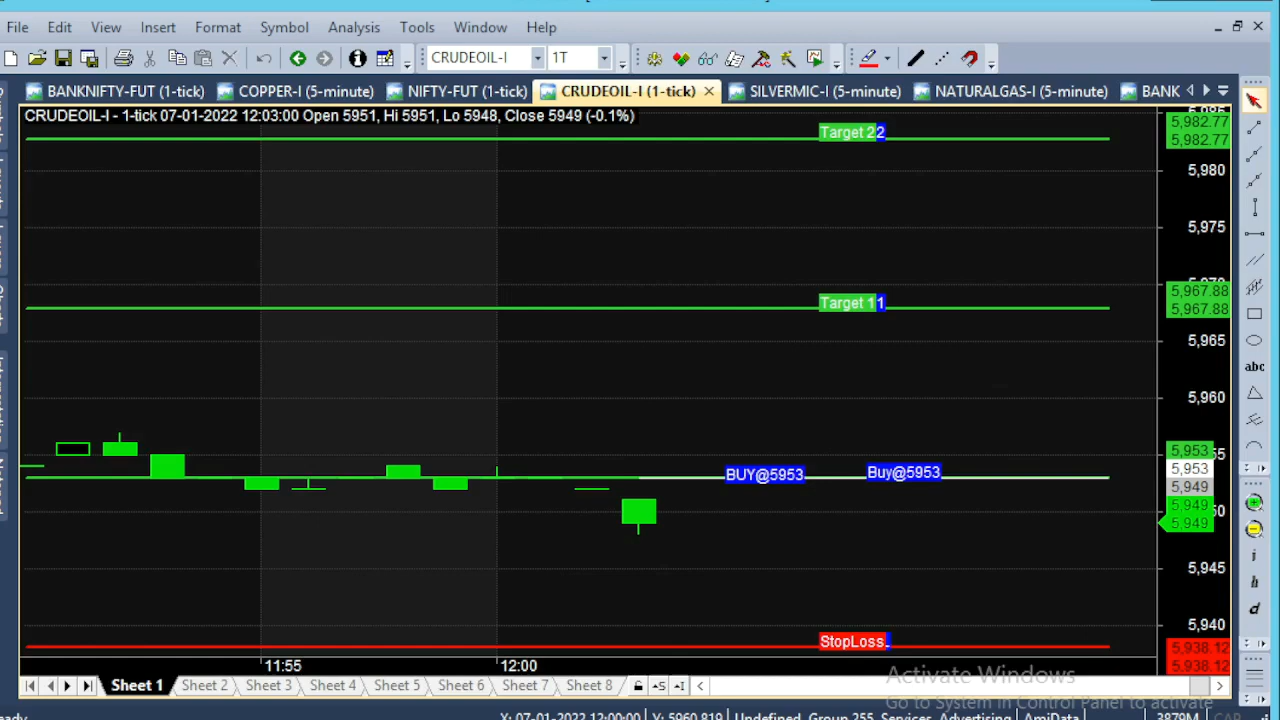 File Edit View Insert Format Symbol Analysis Tools Window Help
CRUDEOIL-I 1T
BANKNIFTY-FUT (1-tick) COPPER-I (5-minute) NIFTY-FUT (1-tick) CRUDEOIL-I (1-tick) SILVERMIC-I (5-minute) NATURALGAS-I (5-minute) BANK
CRUDEOIL-I - 1-tick 07-01-2022 12:03:00 Open 5951, Hi 5951, Lo 5948, Close 5949 (-0.1%)
5,982.77
Target 22
5,982.77
5,980
5,975
5,967.88
Target 11
5,967.88
5,965
5,960
abc
5,953
5,953
BUY@5953 Buy@5953
5,949
5,949
5,949
5,945
5,940
StopLoss
5,938.12
5,938.12
11:55 12:00
Activate Windows
Sheet 1 Sheet 2 Sheet 3 Sheet 4 Sheet 5 Sheet 6 Sheet 7 Sheet 8
Go to System in Control Panel to activate
X: 07-01-2022 12:00:00 Y: 5960.819 Undefined, Group 255, Services, Advertising AmiData 3879M CAP